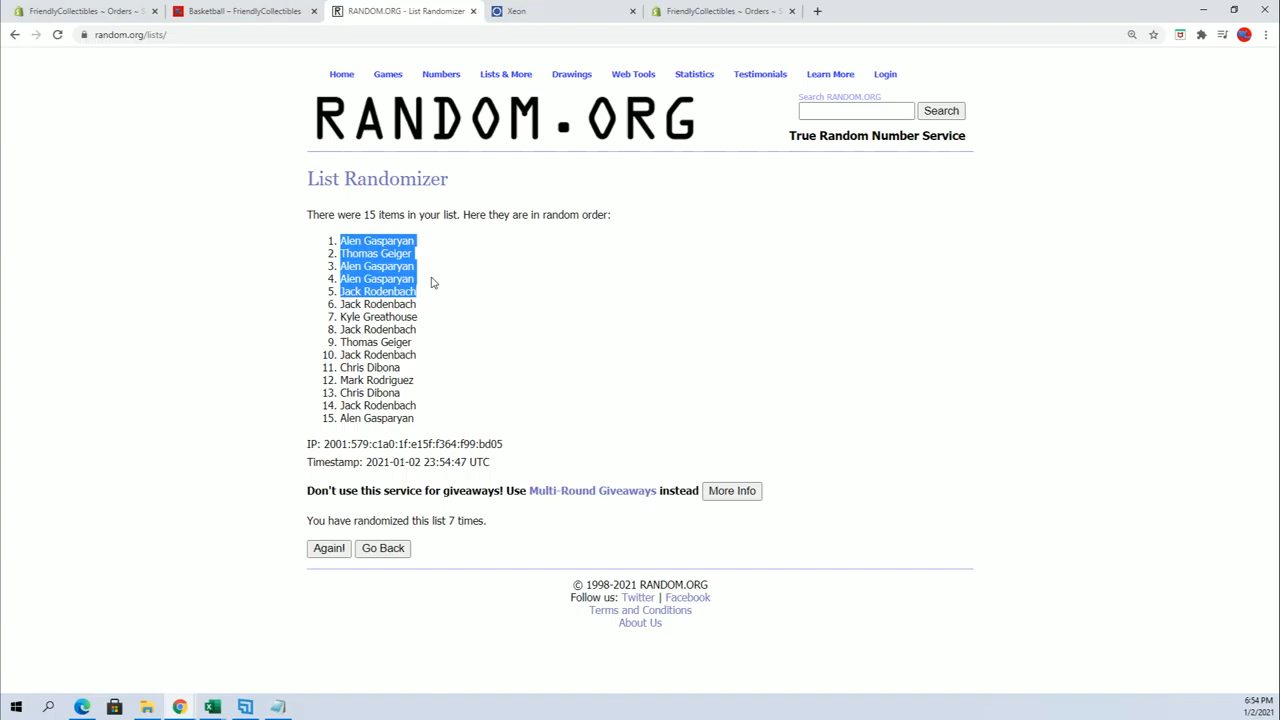 FriendlyCollectibles ~ Orders ~ S
Basketball – FriendlyCollectibles
RANDOM.ORG - List Randomizer
Xeon
FriendlyCollectibles ~ Orders ~ S
random.org/lists/
Home Games Numbers Lists & More Drawings Web Tools Statistics Testimonials Learn More Login
Search RANDOM.ORG
RANDOM.ORG
Search
True Random Number Service
List Randomizer
There were 15 items in your list. Here they are in random order:
1. Alen Gasparyan
2. Thomas Geiger
3. Alen Gasparyan
4. Alen Gasparyan
5. Jack Rodenbach
6. Jack Rodenbach
7. Kyle Greathouse
8. Jack Rodenbach
9. Thomas Geiger
10. Jack Rodenbach
11. Chris Dibona
12. Mark Rodriguez
13. Chris Dibona
14. Jack Rodenbach
15. Alen Gasparyan
IP: 2001:579:c1a0:1f:e15f:f364:f99:bd05
Timestamp: 2021-01-02 23:54:47 UTC
Don't use this service for giveaways! Use Multi-Round Giveaways instead More Info
You have randomized this list 7 times.
Again! Go Back
© 1998-2021 RANDOM.ORG
Follow us: Twitter | Facebook
Terms and Conditions
About Us
6:54 PM
1/2/2021